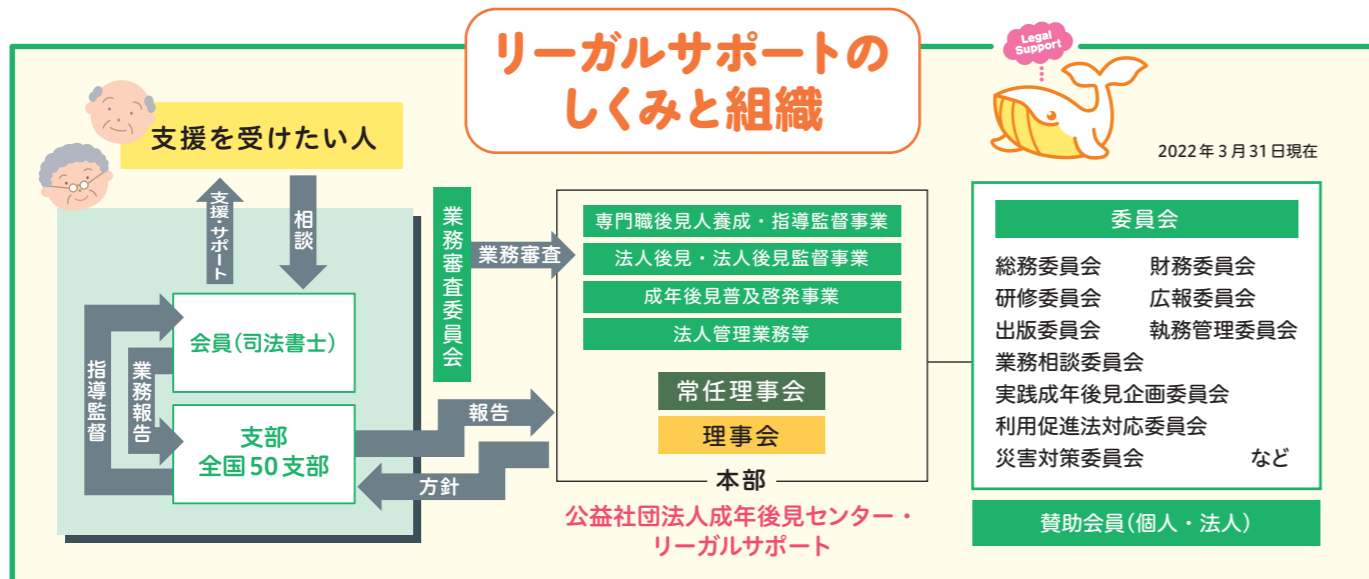 リーガルサポートの
しくみと組織
Legal
Support
2022年3月31日現在
支援を受けたい人
支援・サポート
相談
会員(司法書士)
指導監督
業務報告
支部
全国50支部
業務審査委員会
業務審査
報告
方針
専門職後見人養成・指導監督事業
法人後見・法人後見監督事業
成年後見普及啓発事業
法人管理業務等
常任理事会
理事会
本部
公益社団法人成年後見センター・
リーガルサポート
委員会
総務委員会 財務委員会
研修委員会 広報委員会
出版委員会 執務管理委員会
業務相談委員会
実践成年後見企画委員会
利用促進法対応委員会
災害対策委員会 など
賛助会員(個人・法人)